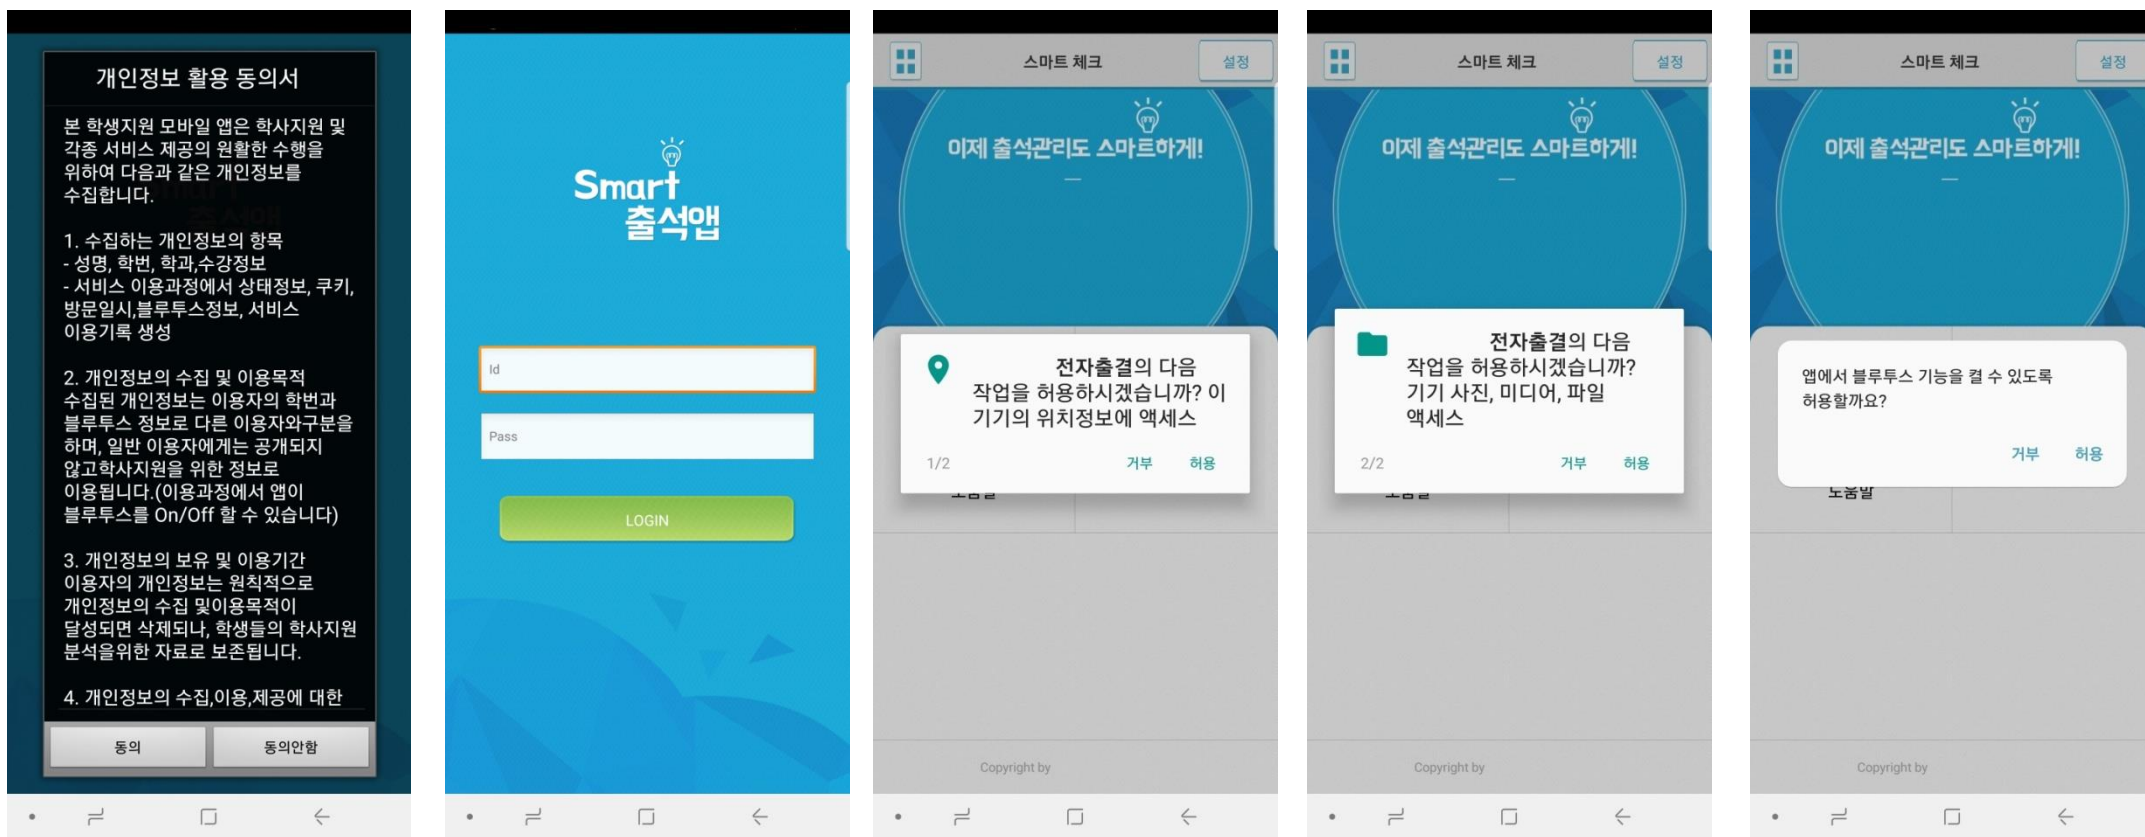 개인정보 활용 동의서
본 학생지원 모바일 앱은 학사지원 및
각종 서비스 제공의 원활한 수행을
위하여 다음과 같은 개인정보를
수집합니다.
1. 수집하는 개인정보의 항목
- 성명, 학번, 학과,수강정보
- 서비스 이용과정에서 상태정보, 쿠키,
방문일시,블루투스정보, 서비스
이용기록 생성
2. 개인정보의 수집 및 이용목적
수집된 개인정보는 이용자의 학번과
블루투스 정보로 다른 이용자와구분을
하며, 일반 이용자에게는 공개되지
않고학사지원을 위한 정보로
이용됩니다.(이용과정에서 앱이
블루투스를 On/Off 할 수 있습니다)
3. 개인정보의 보유 및 이용기간
이용자의 개인정보는 원칙적으로
개인정보의 수집 및이용목적이
달성되면 삭제되나, 학생들의 학사지원
분석을위한 자료로 보존됩니다.
4. 개인정보의 수집,이용,제공에 대한
동의 동의안함
Smart
출석앱
Id
Pass
LOGIN
스마트 체크 설정
이제 출석관리도 스마트하게!
전자출결의 다음
작업을 허용하시겠습니까? 이
기기의 위치정보에 액세스
1/2 거부 허용
도움말
Copyright by
스마트 체크 설정
이제 출석관리도 스마트하게!
전자출결의 다음
작업을 허용하시겠습니까?
기기 사진, 미디어, 파일
액세스
2/2 거부 허용
도움말
Copyright by
스마트 체크 설정
이제 출석관리도 스마트하게!
앱에서 블루투스 기능을 켤 수 있도록
허용할까요?
거부 허용
도움말
Copyright by